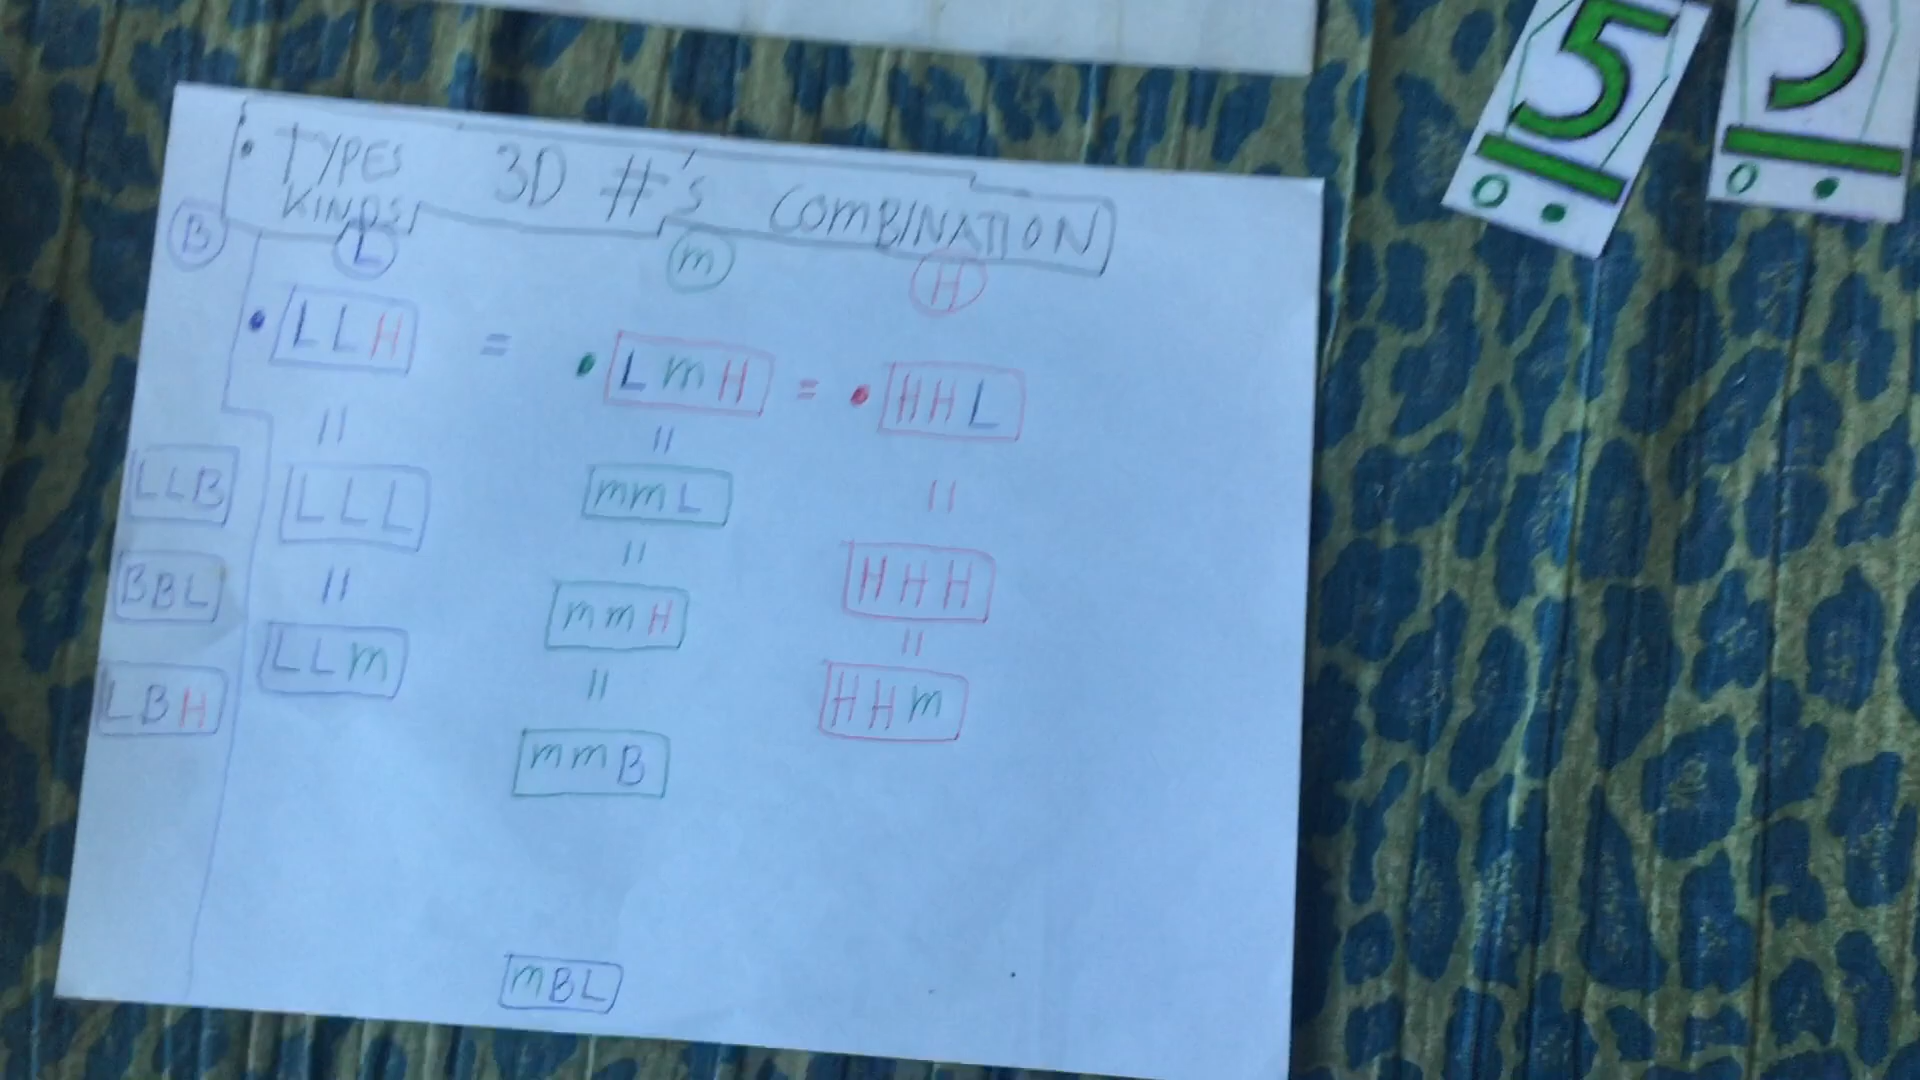 • TYPES 3D #'s COMBINATION
KINDS
B L m H
• LLH = • LmH = • HHL
= = =
LLB LLL mmL HHH
= = =
BBL LLm mmH HHm
=
LBH mmB
mBL
5